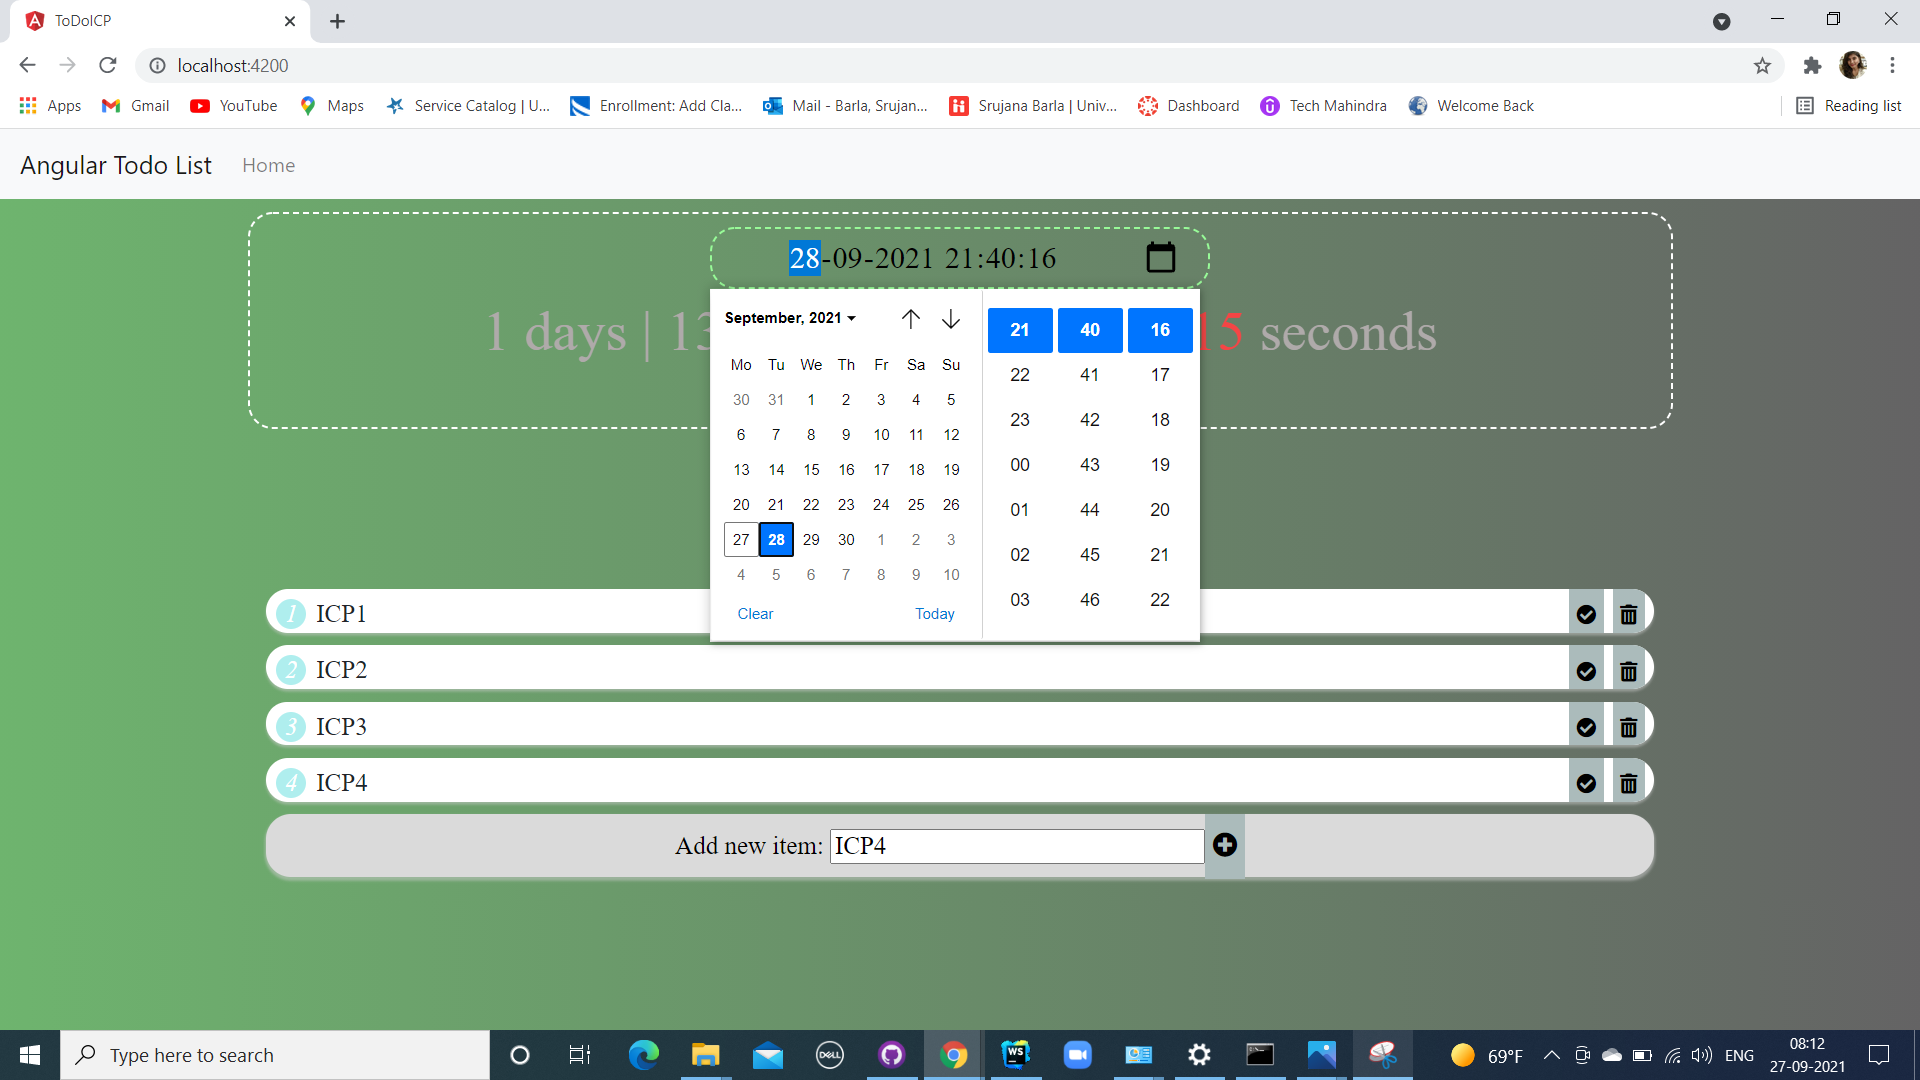 ToDoICP
localhost:4200
Apps Gmail YouTube Maps Service Catalog | U... Enrollment: Add Cla... Mail - Barla, Srujan... Srujana Barla | Univ... Dashboard Tech Mahindra Welcome Back Reading list
Angular Todo List Home
28-09-2021 21:40:16
1 days | 13 15 seconds
September, 2021
Mo Tu We Th Fr Sa Su
30 31 1 2 3 4 5
6 7 8 9 10 11 12
13 14 15 16 17 18 19
20 21 22 23 24 25 26
27 28 29 30 1 2 3
4 5 6 7 8 9 10
Clear Today
21 40 16
22 41 17
23 42 18
00 43 19
01 44 20
02 45 21
03 46 22
1 ICP1
2 ICP2
3 ICP3
4 ICP4
Add new item: ICP4
Type here to search
DELL
WS
69°F
ENG
08:12
27-09-2021